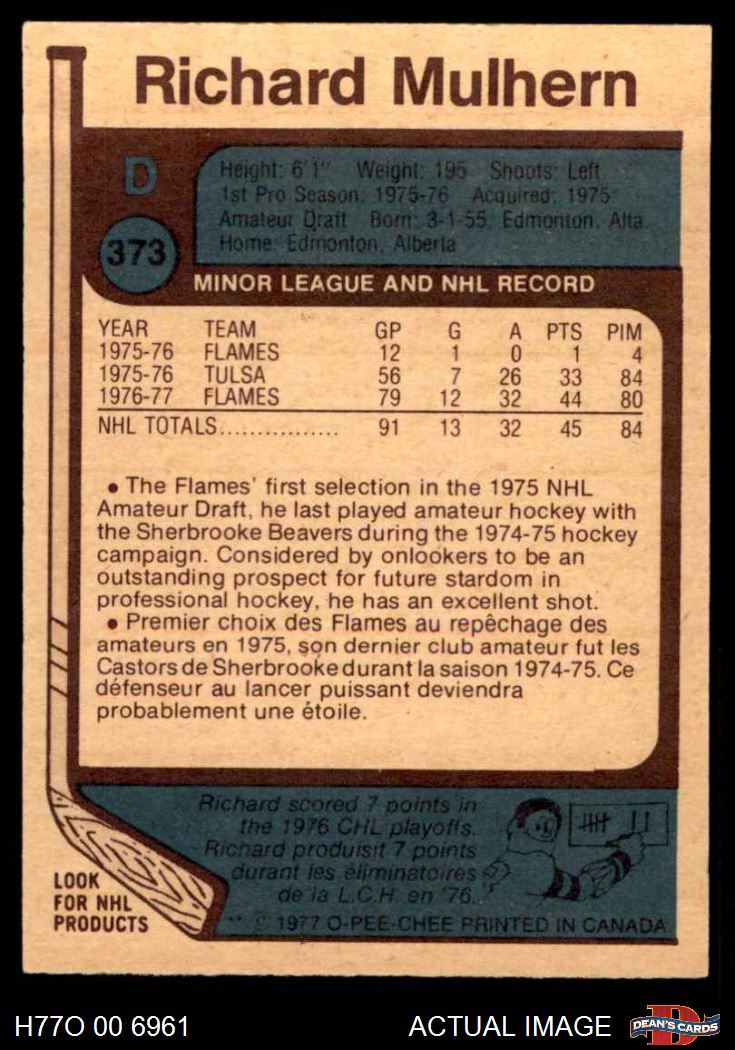 Richard Mulhern
D
373
Height: 6'1" Weight: 195 Shoots: Left
1st Pro Season: 1975-76 Acquired: 1975
Amateur Draft Born: 3-1-55, Edmonton, Alta.
Home: Edmonton, Alberta
MINOR LEAGUE AND NHL RECORD
YEAR TEAM GP G A PTS PIM
1975-76 FLAMES 12 1 0 1 4
1975-76 TULSA 56 7 26 33 84
1976-77 FLAMES 79 12 32 44 80
NHL TOTALS................ 91 13 32 45 84
• The Flames' first selection in the 1975 NHL
Amateur Draft, he last played amateur hockey with
the Sherbrooke Beavers during the 1974-75 hockey
campaign. Considered by onlookers to be an
outstanding prospect for future stardom in
professional hockey, he has an excellent shot.
• Premier choix des Flames au repêchage des
amateurs en 1975, son dernier club amateur fut les
Castors de Sherbrooke durant la saison 1974-75. Ce
défenseur au lancer puissant deviendra
probablement une étoile.
Richard scored 7 points in
the 1976 CHL playoffs.
Richard produisit 7 points
durant les éliminatoires
de la L.C.H. en '76.
LOOK
FOR NHL
PRODUCTS
** © 1977 O-PEE-CHEE PRINTED IN CANADA
H77O 00 6961
ACTUAL IMAGE
D
DEAN'S CARDS